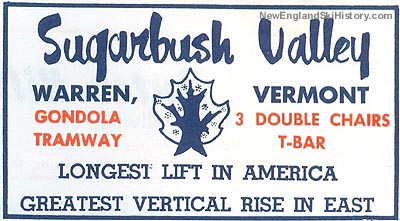 NewEnglandSkiHistory.com
Sugarbush Valley
WARREN, VERMONT
GONDOLA 3 DOUBLE CHAIRS
TRAMWAY T-BAR
LONGEST LIFT IN AMERICA
GREATEST VERTICAL RISE IN EAST